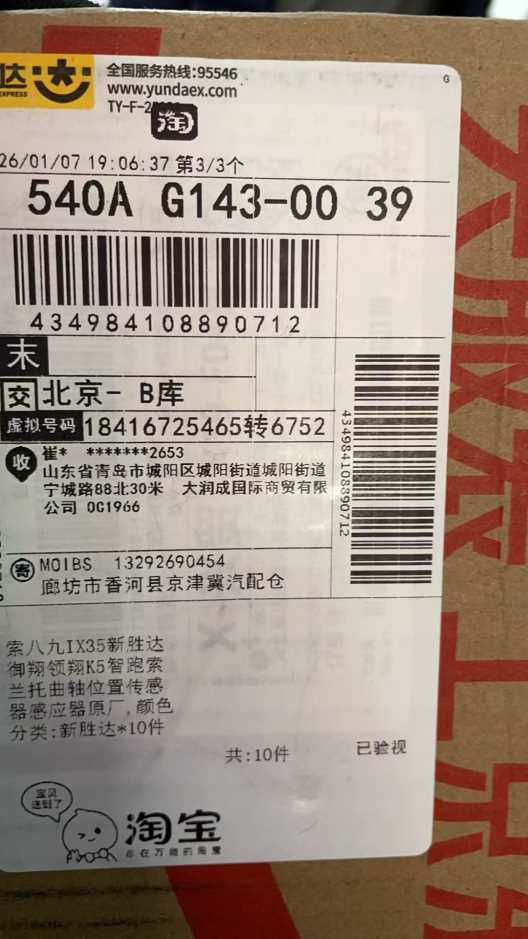 达
EXPRESS
全国服务热线:95546
www.yundaex.com
TY-F-2
淘
G
26/01/07 19:06:37 第3/3个
540A G143-00 39
434984108890712
末
交 北京- B库
虚拟号码 18416725465转6752
收 崔* *******2653
山东省青岛市城阳区城阳街道城阳街道
宁城路88北30米 大润成国际商贸有限
公司 0G1966
434984108890712
寄 MOIBS 13292690454
廊坊市香河县京津冀汽配仓
索八九IX35新胜达
御翔领翔K5智跑索
兰托曲轴位置传感
器感应器原厂,颜色
分类:新胜达*10件
共:10件 已验视
宝贝
送到了
淘宝